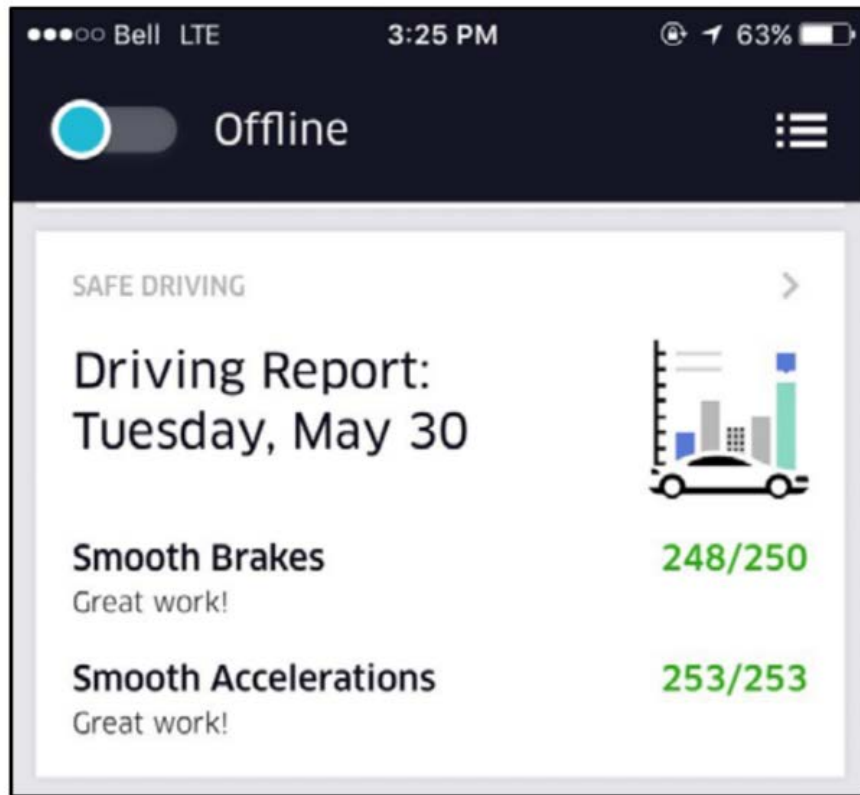 Bell LTE 3:25 PM 63%
Offline
SAFE DRIVING
Driving Report:
Tuesday, May 30
Smooth Brakes 248/250
Great work!
Smooth Accelerations 253/253
Great work!